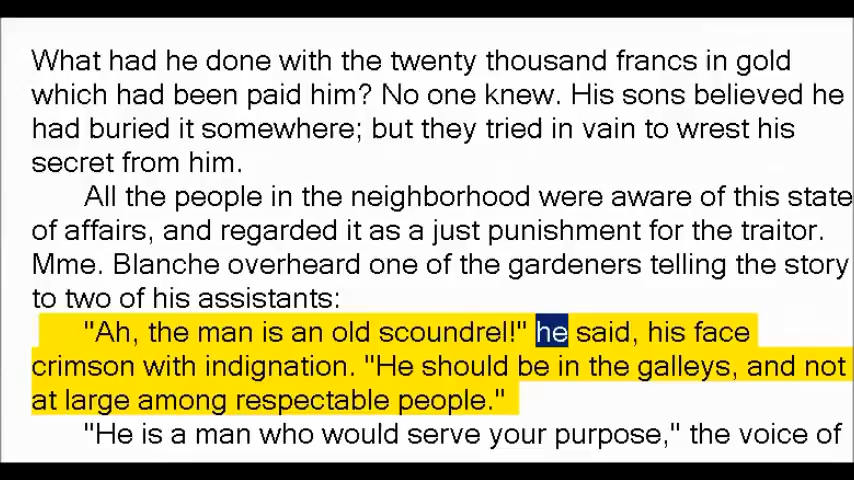 What had he done with the twenty thousand francs in gold
which had been paid him? No one knew. His sons believed he
had buried it somewhere; but they tried in vain to wrest his
secret from him.
All the people in the neighborhood were aware of this state
of affairs, and regarded it as a just punishment for the traitor.
Mme. Blanche overheard one of the gardeners telling the story
to two of his assistants:
"Ah, the man is an old scoundrel!" he said, his face
crimson with indignation. "He should be in the galleys, and not
at large among respectable people."
"He is a man who would serve your purpose," the voice of